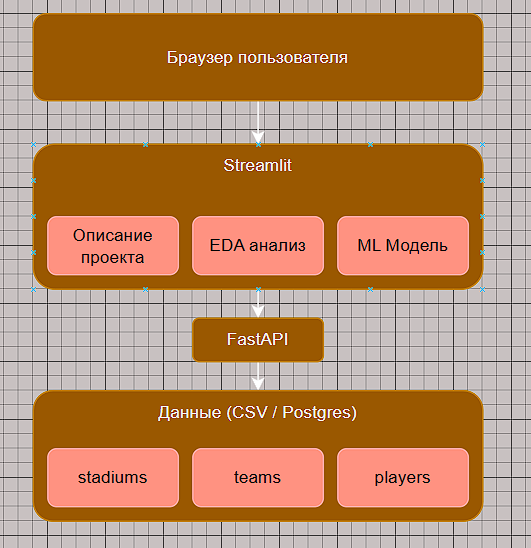 Браузер пользователя
Streamlit
Описание
проекта
EDA анализ
ML Модель
FastAPI
Данные (CSV / Postgres)
stadiums
teams
players